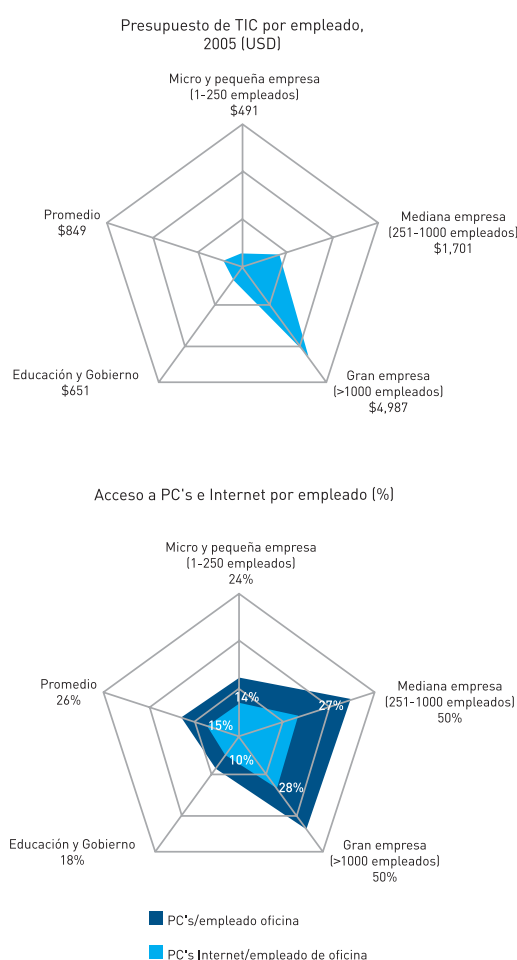 Presupuesto de TIC por empleado,
2005 (USD)
Micro y pequeña empresa
(1-250 empleados)
$491
Promedio
$849
Mediana empresa
(251-1000 empleados)
$1,701
Educación y Gobierno
$651
Gran empresa
(>1000 empleados)
$4,987
Acceso a PC's e Internet por empleado (%)
Micro y pequeña empresa
(1-250 empleados)
24%
Promedio
26%
Mediana empresa
(251-1000 empleados)
50%
14%
27%
15%
10%
28%
Educación y Gobierno
18%
Gran empresa
(>1000 empleados)
50%
PC's/empleado oficina
PC's Internet/empleado de oficina